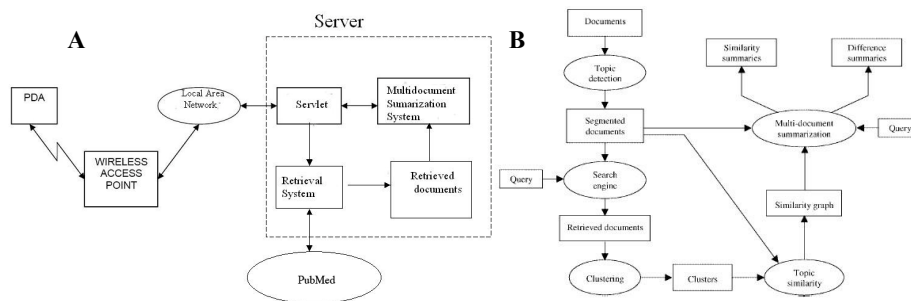 Server
A
PDA
Local Area
Network
WIRELESS
ACCESS
POINT
Servlet
Multidocument
Sumarization
System
Retrieval
System
Retrieved
documents
PubMed
B
Documents
Topic
detection
Segmented
documents
Query
Search
engine
Retrieved documents
Clustering
Clusters
Topic
similarity
Similarity graph
Multi-document
summarization
Query
Similarity
summaries
Difference
summaries